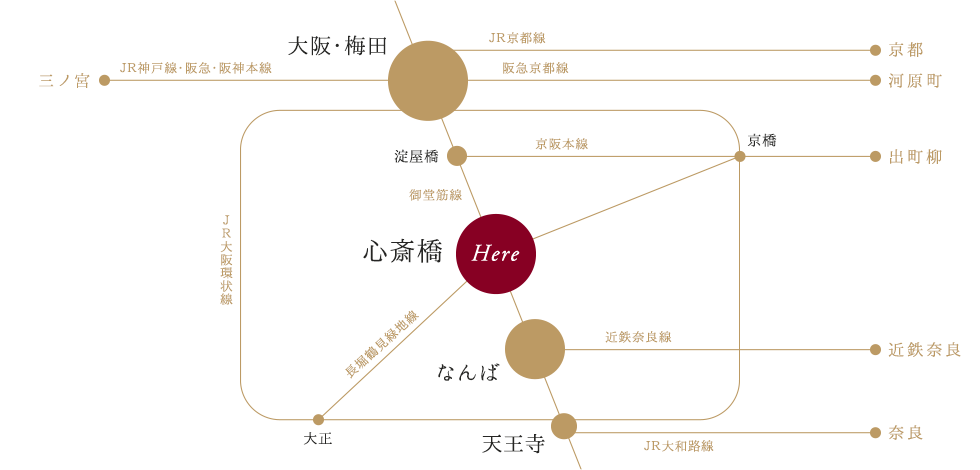 大阪・梅田
JR京都線
京都
三ノ宮
JR神戸線・阪急・阪神本線
阪急京都線
河原町
淀屋橋
京阪本線
京橋
出町柳
御堂筋線
心斎橋
Here
JR大阪環状線
長堀鶴見緑地線
近鉄奈良線
近鉄奈良
なんば
大正
天王寺
JR大和路線
奈良